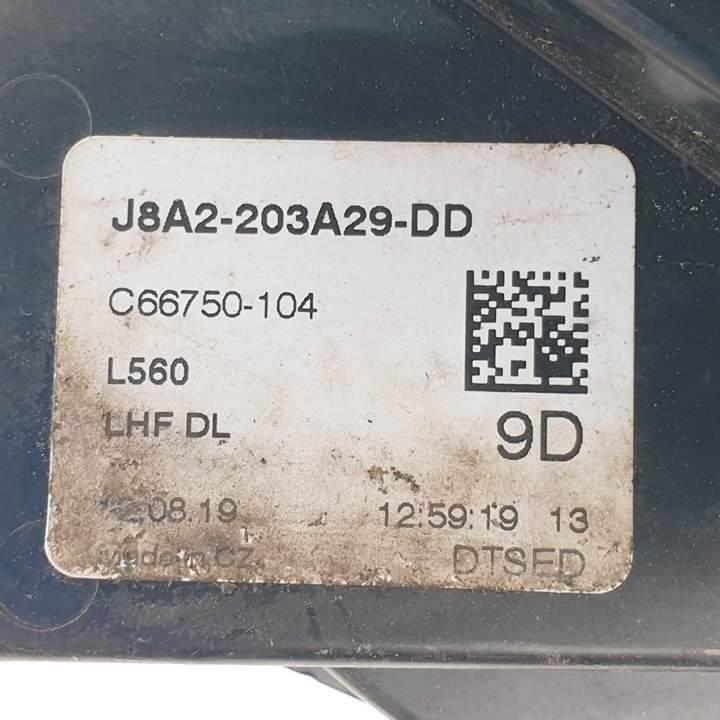 J8A2-203A29-DD
C66750-104
L560
LHF DL
9D
.08.19 12:59:19 13
Made in CZ DTSED